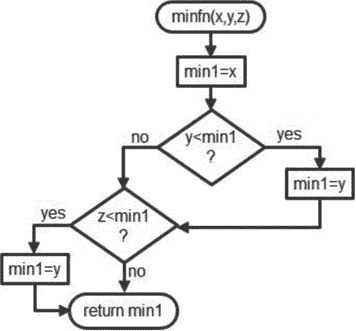 minfn(x,y,z)
min1=x
y<min1
?
no
yes
min1=y
z<min1
?
yes
no
min1=y
return min1